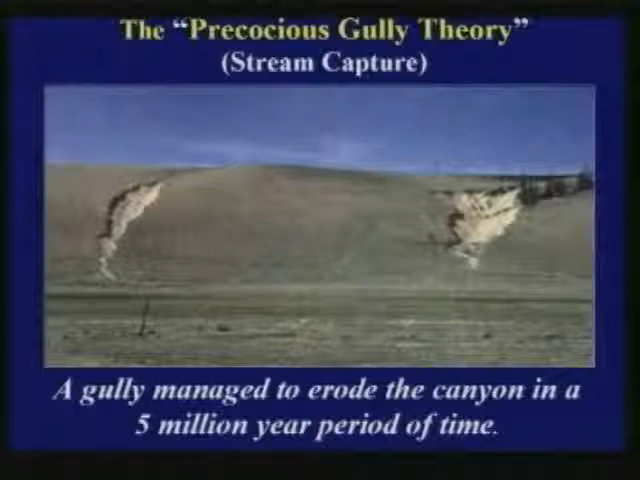 The “Precocious Gully Theory”
(Stream Capture)
A gully managed to erode the canyon in a
5 million year period of time.